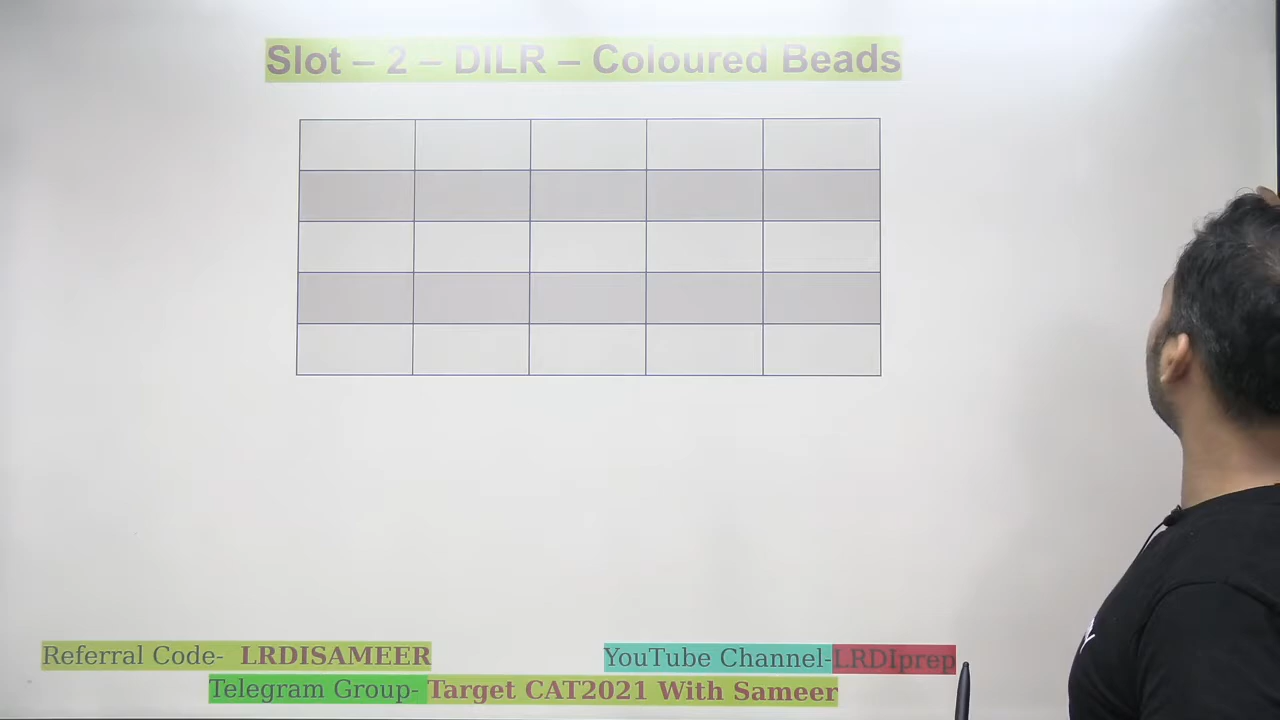 Slot – 2 – DILR – Coloured Beads
Referral Code- LRDISAMEER
YouTube Channel-LRDIprep
Telegram Group- Target CAT2021 With Sameer